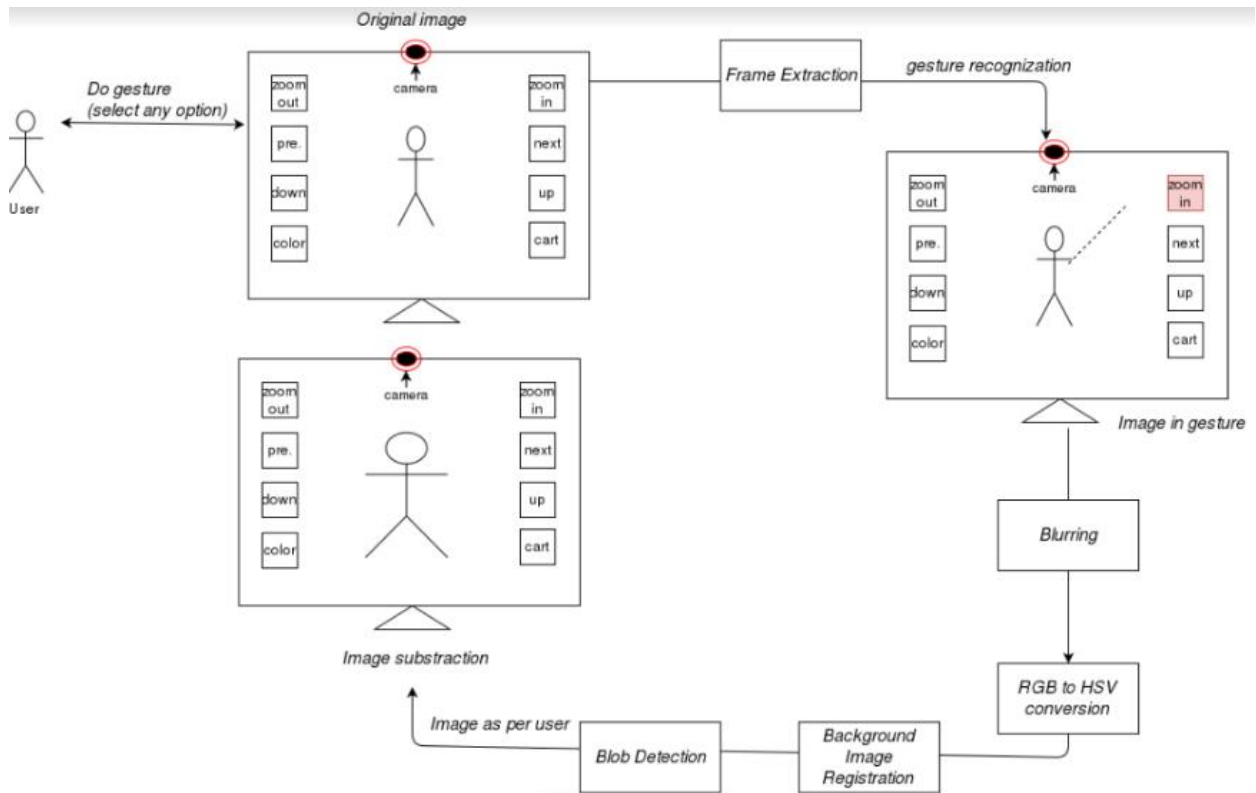 Original image
Do gesture
(select any option)
User
camera
zoom
out
pre.
down
color
zoom
in
next
up
cart
Frame Extraction
gesture recognization
camera
zoom
out
pre.
down
color
zoom
in
next
up
cart
Image in gesture
Blurring
RGB to HSV
conversion
Background
Image
Registration
Blob Detection
Image as per user
camera
zoom
out
pre.
down
color
zoom
in
next
up
cart
Image substraction